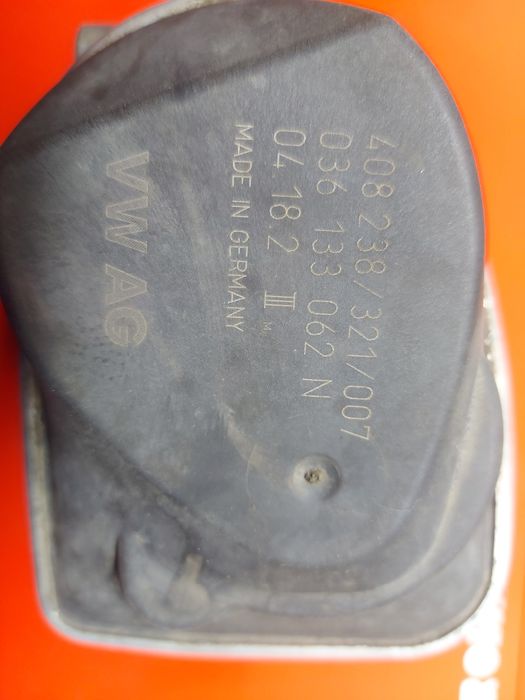 408 238/321/007
036 133 062 N
04 18.2 III M
MADE IN GERMANY
VW AG